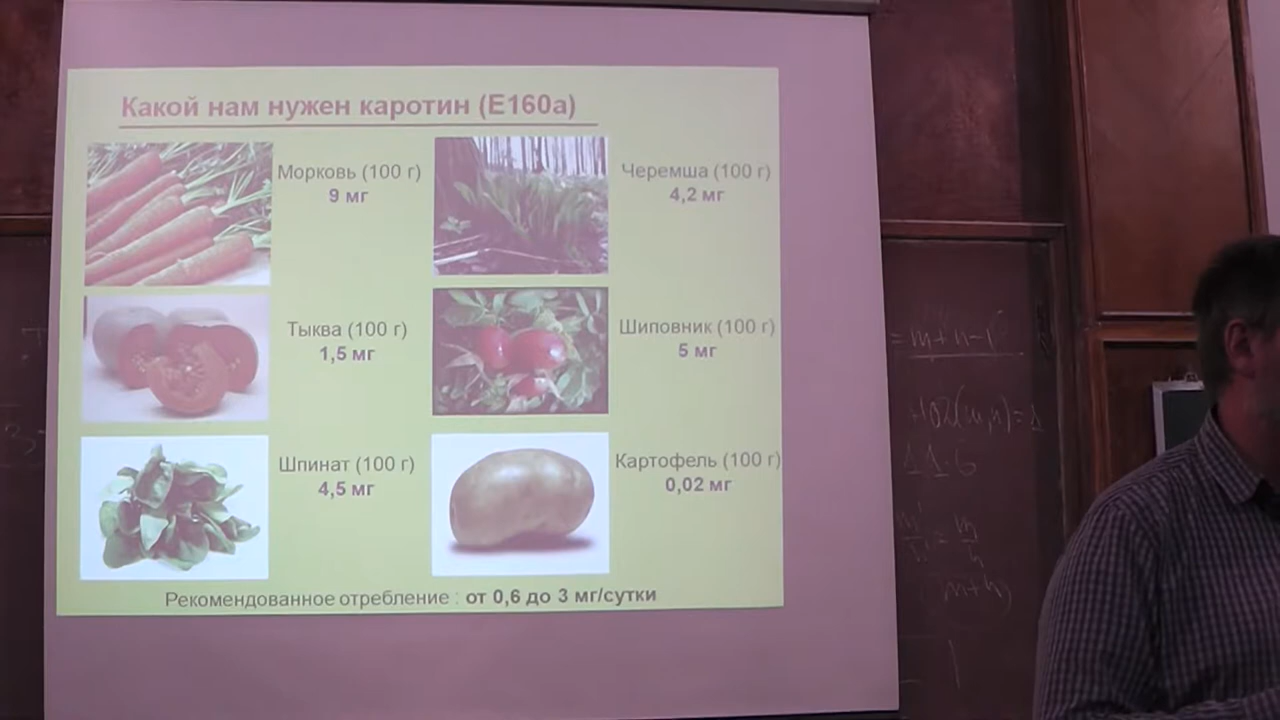 Какой нам нужен каротин (Е160а)
Морковь (100 г)
9 мг
Черемша (100 г)
4,2 мг
Тыква (100 г)
1,5 мг
Шиповник (100 г)
5 мг
Шпинат (100 г)
4,5 мг
Картофель (100 г)
0,02 мг
Рекомендованное отребление : от 0,6 до 3 мг/сутки
= m+n-1